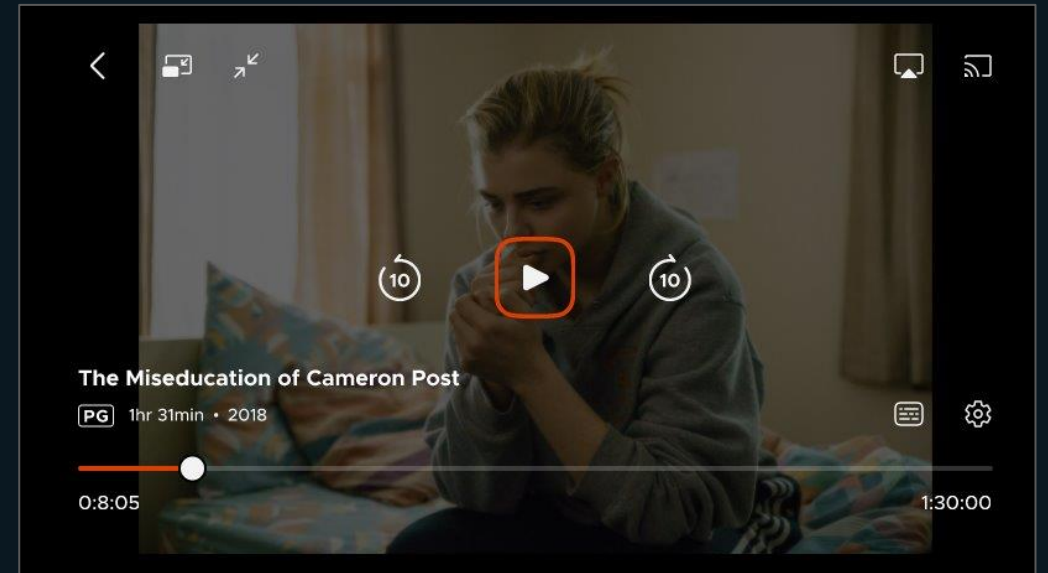 10
10
The Miseducation of Cameron Post
PG 1hr 31min • 2018
0:8:05
1:30:00